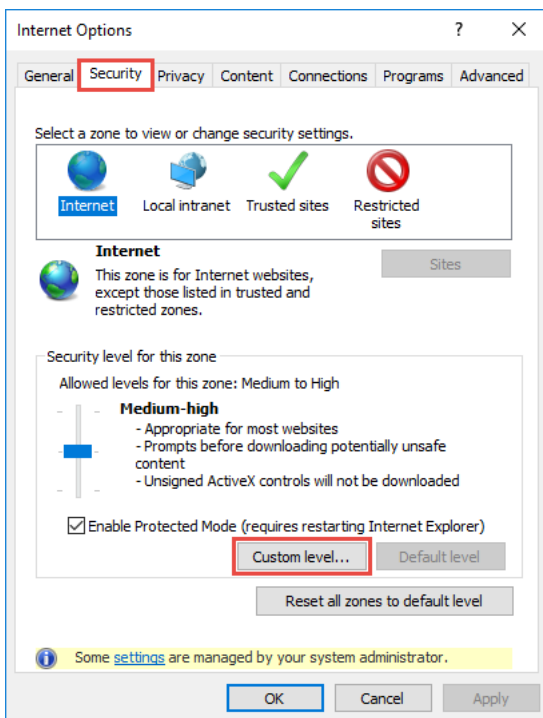 Internet Options ?
General Security Privacy Content Connections Programs Advanced
Select a zone to view or change security settings.
Internet Local intranet Trusted sites Restricted
sites
Internet
Sites
This zone is for Internet websites,
except those listed in trusted and
restricted zones.
Security level for this zone
Allowed levels for this zone: Medium to High
Medium-high
- Appropriate for most websites
- Prompts before downloading potentially unsafe
content
- Unsigned ActiveX controls will not be downloaded
Enable Protected Mode (requires restarting Internet Explorer)
Custom level... Default level
Reset all zones to default level
Some settings are managed by your system administrator.
OK Cancel Apply